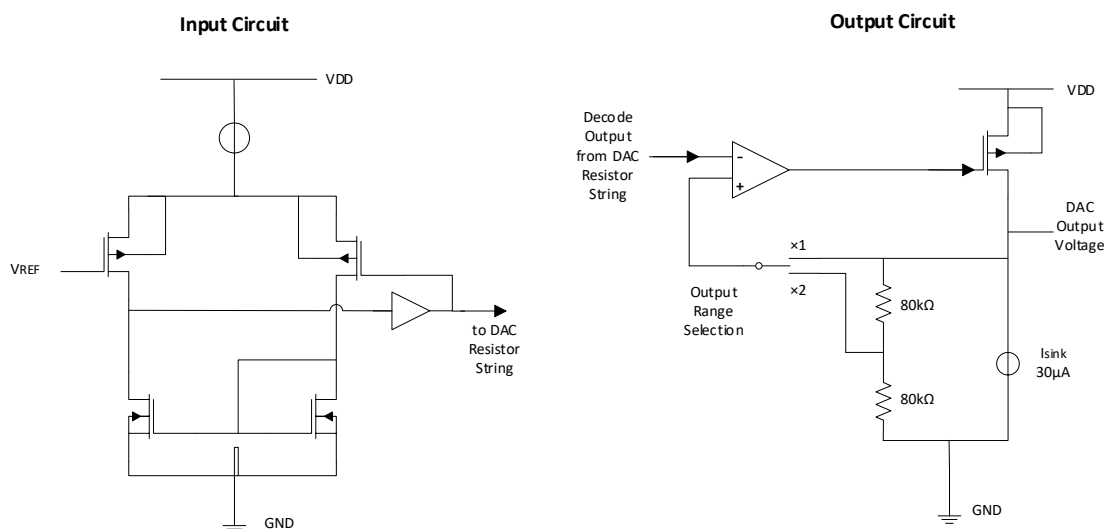 Input Circuit
VDD
VREF
to DAC
Resistor
String
GND
Output Circuit
VDD
Decode
Output
from DAC
Resistor
String
-
+
DAC
Output
Voltage
×1
×2
Output
Range
Selection
80kΩ
80kΩ
Isink
30µA
GND